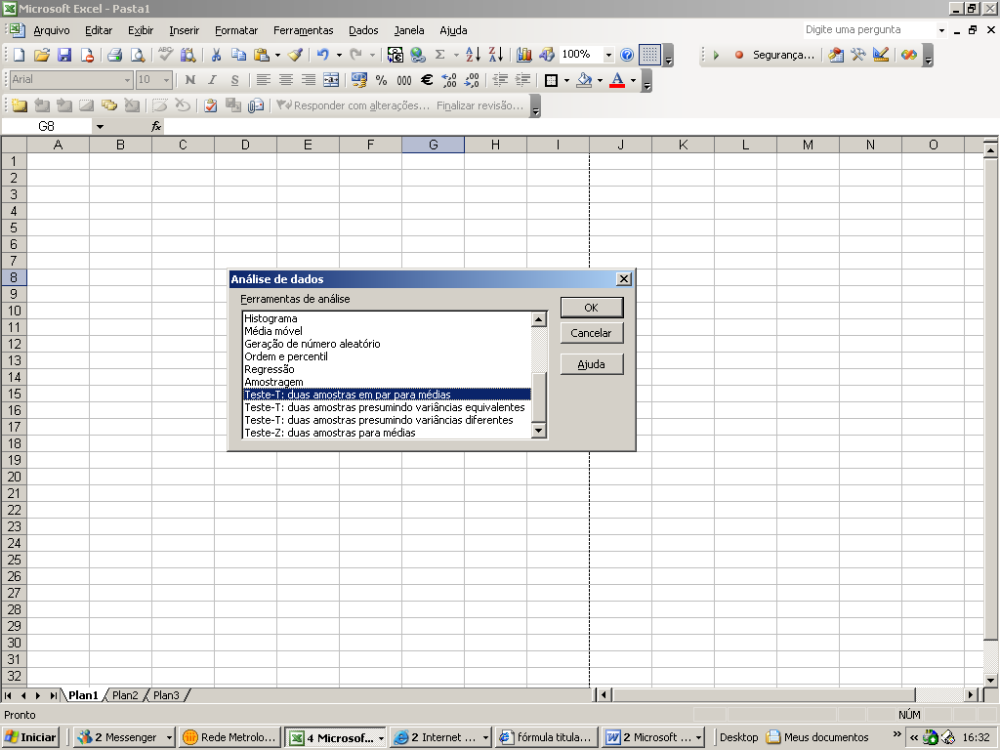 Microsoft Excel - Pasta1
Arquivo Editar Exibir Inserir Formatar Ferramentas Dados Janela Ajuda Digite uma pergunta
100% Segurança...
Arial 10 N I S % 000 € A
Responder com alterações... Finalizar revisão...
G8 fx
A B C D E F G H I J K L M N O
1
2
3
4
5
6
7
8
9
10
11
12
13
14
15
16
17
18
19
20
21
22
23
24
25
26
27
28
29
30
31
32
Análise de dados
Ferramentas de análise
Histograma
Média móvel
Geração de número aleatório
Ordem e percentil
Regressão
Amostragem
Teste-T: duas amostras em par para médias
Teste-T: duas amostras presumindo variâncias equivalentes
Teste-T: duas amostras presumindo variâncias diferentes
Teste-Z: duas amostras para médias
OK
Cancelar
Ajuda
Plan1 Plan2 Plan3
Pronto NÚM
Iniciar 2 Messenger Rede Metrolo... 4 Microsof... 2 Internet ... fórmula titula... 2 Microsoft ... Desktop Meus documentos » « 16:32